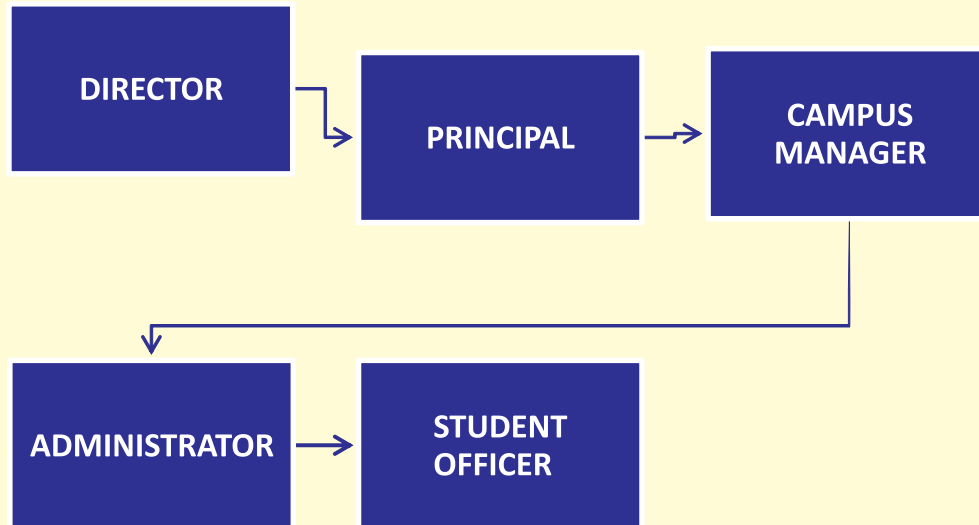 DIRECTOR
PRINCIPAL
CAMPUS
MANAGER
ADMINISTRATOR
STUDENT
OFFICER